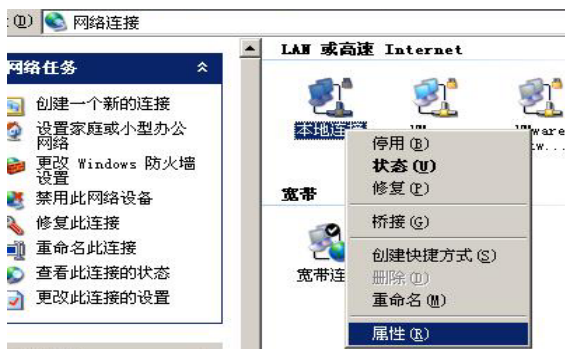 (D) 网络连接
网络任务
创建一个新的连接
设置家庭或小型办公
网络
更改 Windows 防火墙
设置
禁用此网络设备
修复此连接
重命名此连接
查看此连接的状态
更改此连接的设置
LAN 或高速 Internet
本地连接
停用(B)
状态(U)
修复(P)
桥接(G)
创建快捷方式(S)
删除(D)
重命名(M)
属性(R)
宽带
宽带连